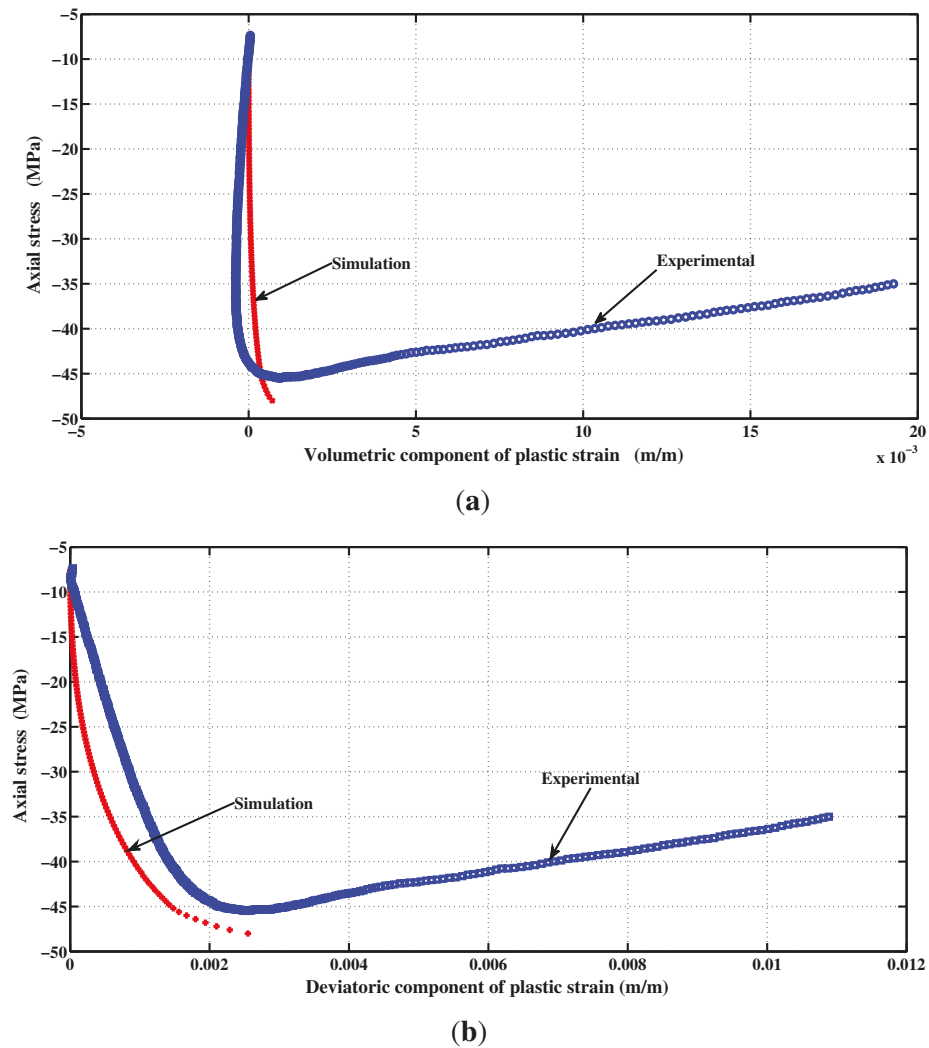 −5
−10
−15
−20
−25
−30
−35
−40
−45
−50
Axial stress (MPa)
Simulation
Experimental
−5 0 5 10 15 20
x 10⁻³
Volumetric component of plastic strain (m/m)
(a)
−5
−10
−15
−20
−25
−30
−35
−40
−45
−50
Axial stress (MPa)
Experimental
Simulation
0 0.002 0.004 0.006 0.008 0.01 0.012
Deviatoric component of plastic strain (m/m)
(b)